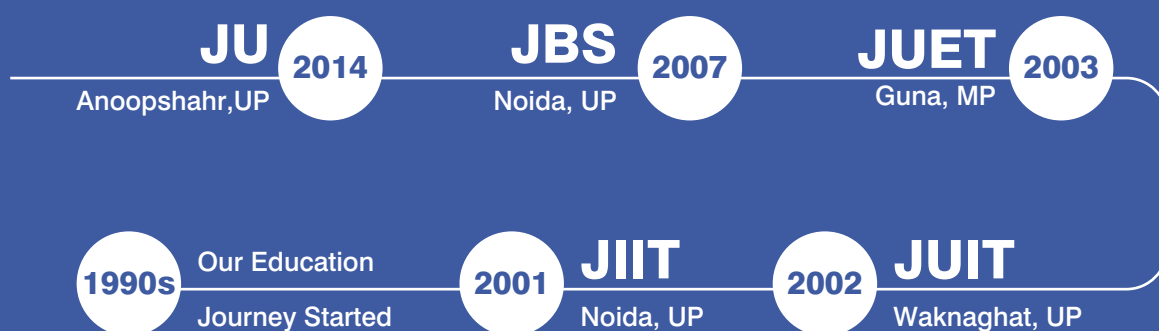 JU 2014
Anoopshahr,UP
JBS 2007
Noida, UP
JUET 2003
Guna, MP
1990s Our Education
Journey Started
2001 JIIT
Noida, UP
2002 JUIT
Waknaghat, UP